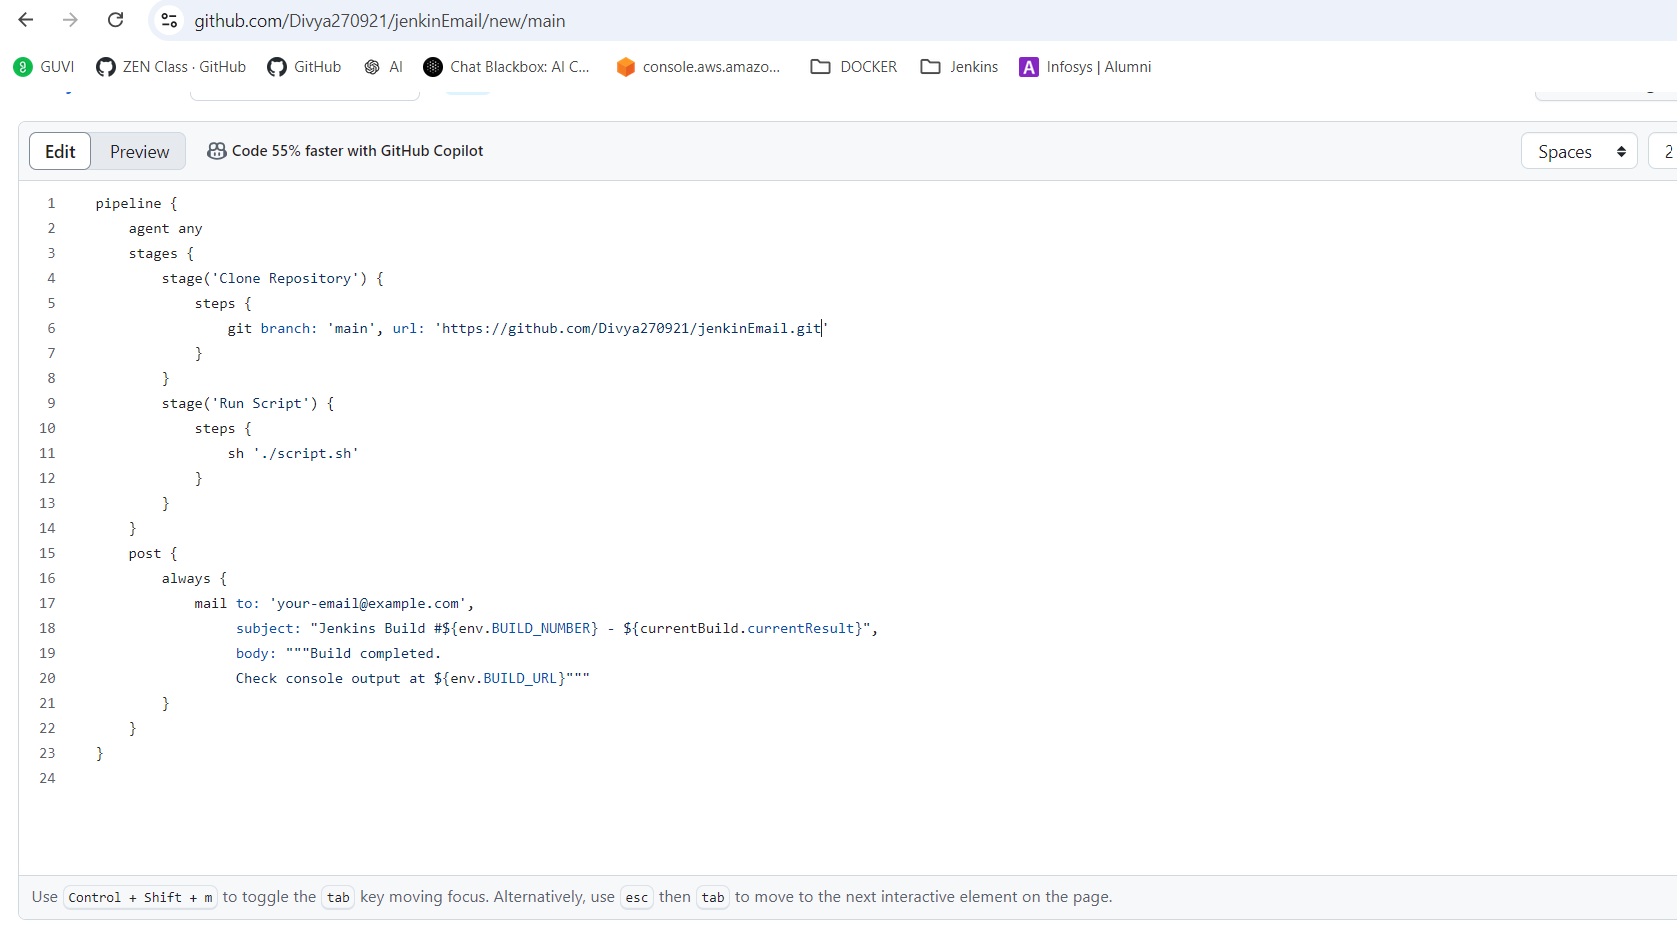 github.com/Divya270921/jenkinEmail/new/main
GUVI ZEN Class · GitHub GitHub AI Chat Blackbox: AI C... console.aws.amazo... DOCKER Jenkins A Infosys | Alumni
Edit Preview Code 55% faster with GitHub Copilot Spaces 2
1 pipeline {
2     agent any
3     stages {
4         stage('Clone Repository') {
5             steps {
6                 git branch: 'main', url: 'https://github.com/Divya270921/jenkinEmail.git'
7             }
8         }
9         stage('Run Script') {
10             steps {
11                 sh './script.sh'
12             }
13         }
14     }
15     post {
16         always {
17             mail to: 'your-email@example.com',
18                  subject: "Jenkins Build #${env.BUILD_NUMBER} - ${currentBuild.currentResult}",
19                  body: """Build completed.
20                  Check console output at ${env.BUILD_URL}"""
21         }
22     }
23 }
24
Use Control + Shift + m to toggle the tab key moving focus. Alternatively, use esc then tab to move to the next interactive element on the page.